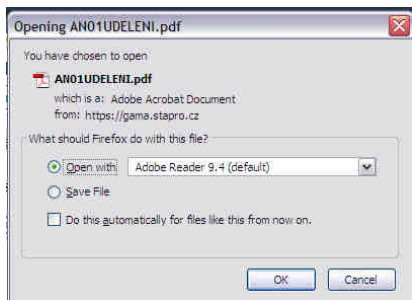 Opening AN01UDELENI.pdf
You have chosen to open
AN01UDELENI.pdf
which is a: Adobe Acrobat Document
from: https://gama.stapro.cz
What should Firefox do with this file?
Open with Adobe Reader 9.4 (default)
Save File
Do this automatically for files like this from now on.
OK Cancel